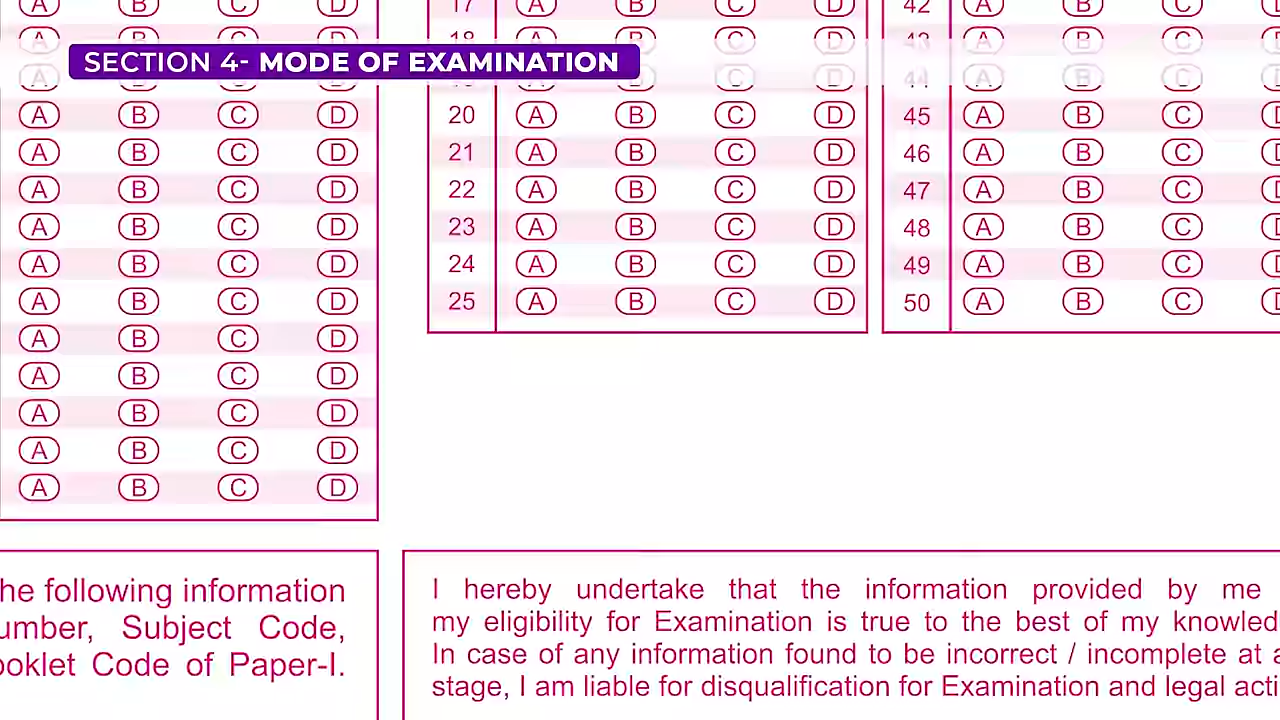 SECTION 4- MODE OF EXAMINATION
A B C D 17 A B C D 42 A B C D
A B C D 18 A B C D 43 A B C D
A B C D A B C D 44 A B C D
A B C D 20 A B C D 45 A B C D
A B C D 21 A B C D 46 A B C D
A B C D 22 A B C D 47 A B C D
A B C D 23 A B C D 48 A B C D
A B C D 24 A B C D 49 A B C D
A B C D 25 A B C D 50 A B C D
A B C D
A B C D
A B C D
A B C D
A B C D
he following information
umber, Subject Code,
ooklet Code of Paper-I.
I hereby undertake that the information provided by me
my eligibility for Examination is true to the best of my knowled
In case of any information found to be incorrect / incomplete at a
stage, I am liable for disqualification for Examination and legal acti